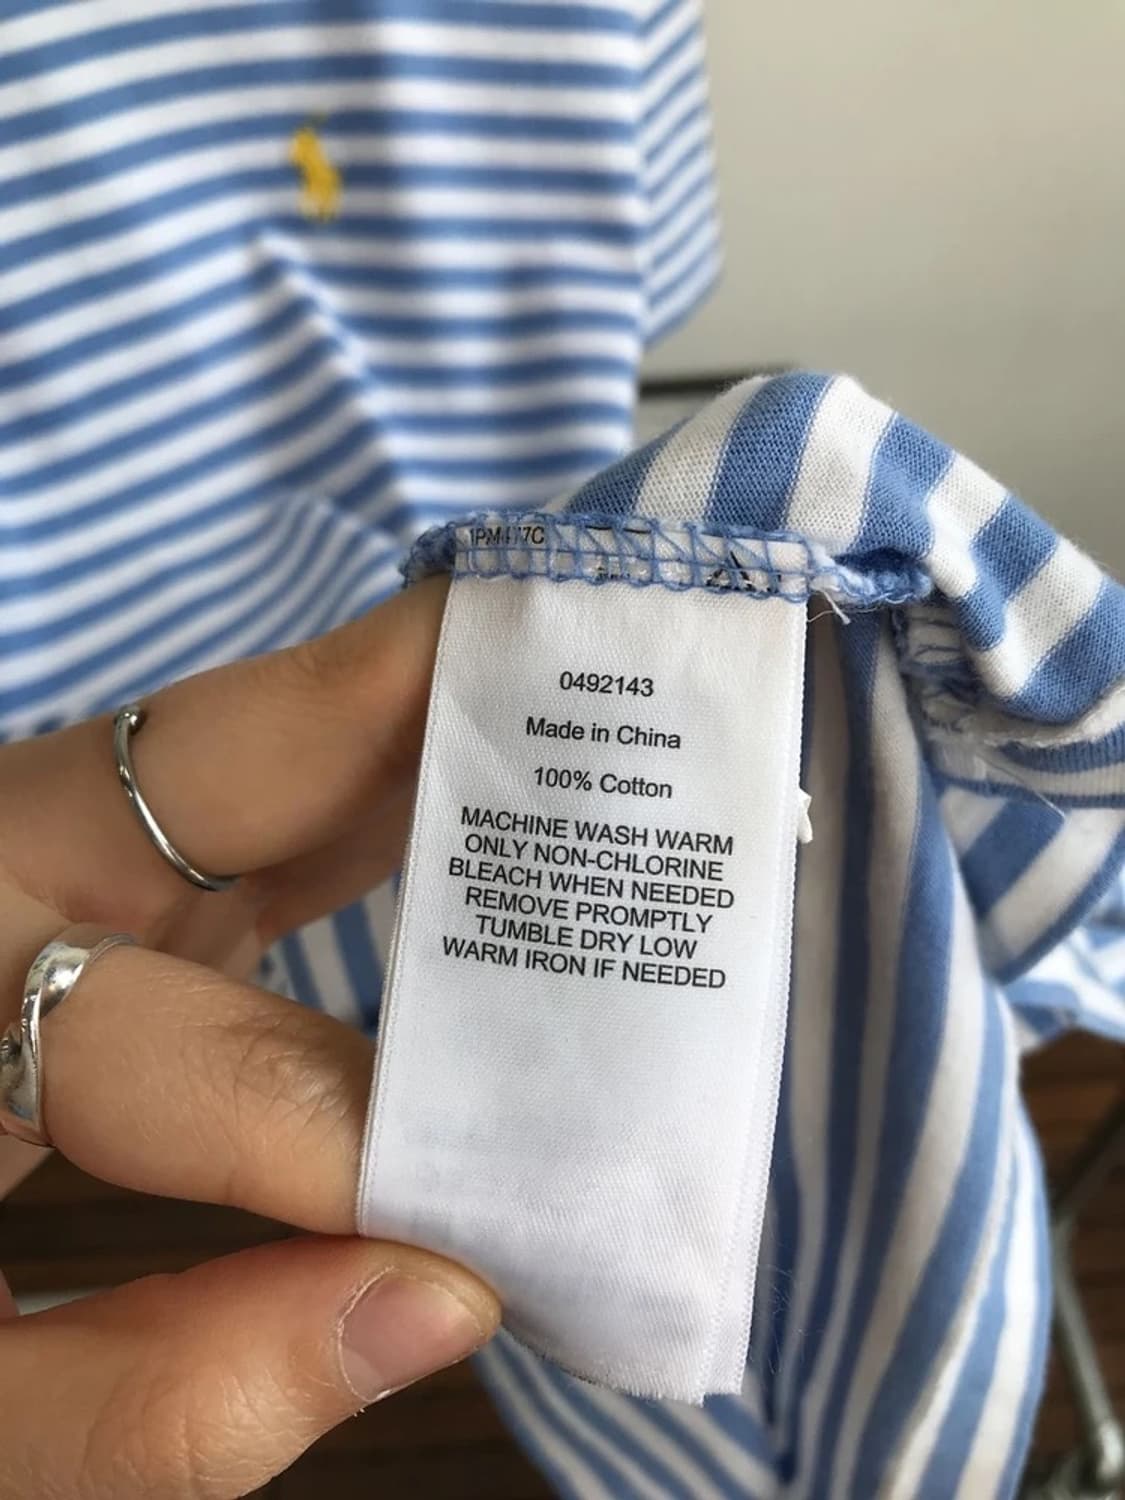 0492143
Made in China
100% Cotton
MACHINE WASH WARM
ONLY NON-CHLORINE
BLEACH WHEN NEEDED
REMOVE PROMPTLY
TUMBLE DRY LOW
WARM IRON IF NEEDED